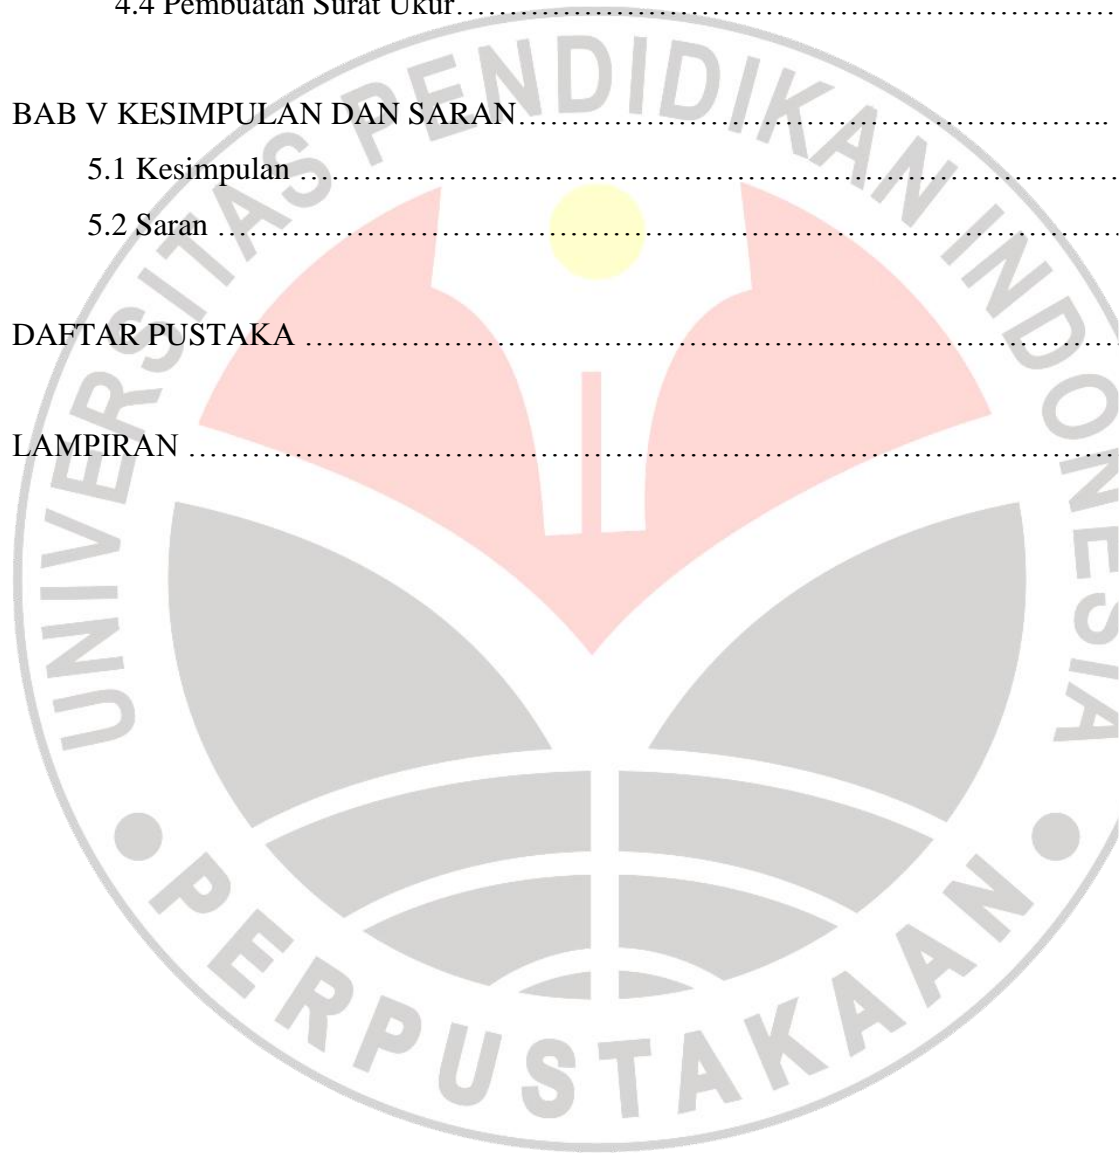 4.4 Pembuatan Surat Ukur……………………………………………………
BAB V KESIMPULAN DAN SARAN………………………………………………..
5.1 Kesimpulan ……………………………………………………………………
5.2 Saran ……………………………………………………………………………
DAFTAR PUSTAKA ……………………………………………………………………
LAMPIRAN ………………………………………………………………………………
UNIVERSITAS PENDIDIKAN INDONESIA
PERPUSTAKAAN